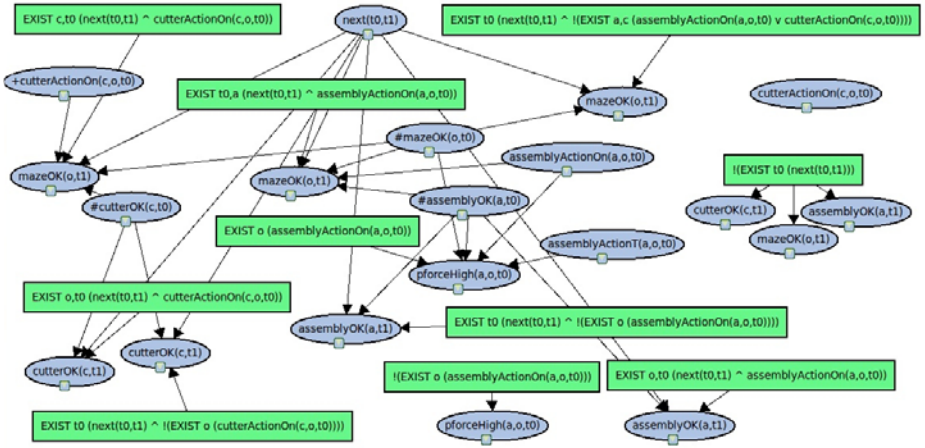 EXIST c,t0 (next(t0,t1) ^ cutterActionOn(c,o,t0))
next(t0,t1)
EXIST t0 (next(t0,t1) ^ !(EXIST a,c (assemblyActionOn(a,o,t0) v cutterActionOn(c,o,t0))))
+cutterActionOn(c,o,t0)
EXIST t0,a (next(t0,t1) ^ assemblyActionOn(a,o,t0))
mazeOK(o,t1)
cutterActionOn(c,o,t0)
#mazeOK(o,t0)
assemblyActionOn(a,o,t0)
mazeOK(o,t1)
mazeOK(o,t1)
!(EXIST t0 (next(t0,t1)))
#cutterOK(c,t0)
#assemblyOK(a,t0)
cutterOK(c,t1)
assemblyOK(a,t1)
EXIST o (assemblyActionOn(a,o,t0))
mazeOK(o,t1)
assemblyActionT(a,o,t0)
pforceHigh(a,o,t0)
EXIST o,t0 (next(t0,t1) ^ cutterActionOn(c,o,t0))
assemblyOK(a,t1)
EXIST t0 (next(t0,t1) ^ !(EXIST o (assemblyActionOn(a,o,t0))))
cutterOK(c,t1)
cutterOK(c,t1)
!(EXIST o (assemblyActionOn(a,o,t0)))
EXIST o,t0 (next(t0,t1) ^ assemblyActionOn(a,o,t0))
EXIST t0 (next(t0,t1) ^ !(EXIST o (cutterActionOn(c,o,t0))))
pforceHigh(a,o,t0)
assemblyOK(a,t1)